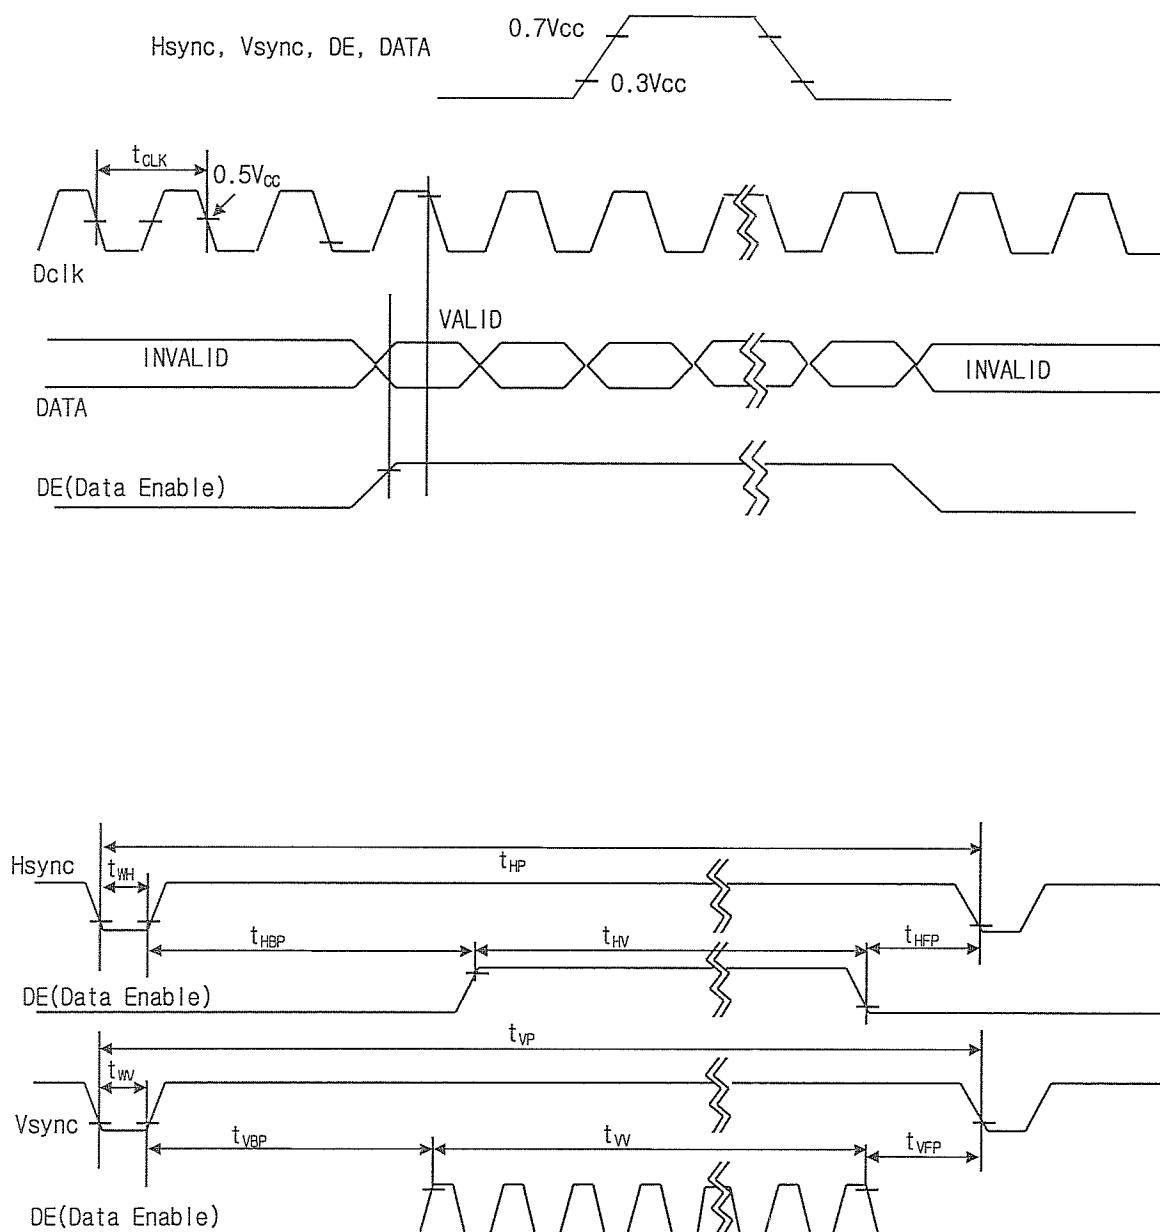 Hsync, Vsync, DE, DATA
0.7Vcc
0.3Vcc
tCLK
0.5Vcc
Dclk
VALID
INVALID
INVALID
DATA
DE(Data Enable)
Hsync
tHP
tWH
tHBP
tHV
tHFP
DE(Data Enable)
tVP
tWV
Vsync
tVBP
tVV
tVFP
DE(Data Enable)